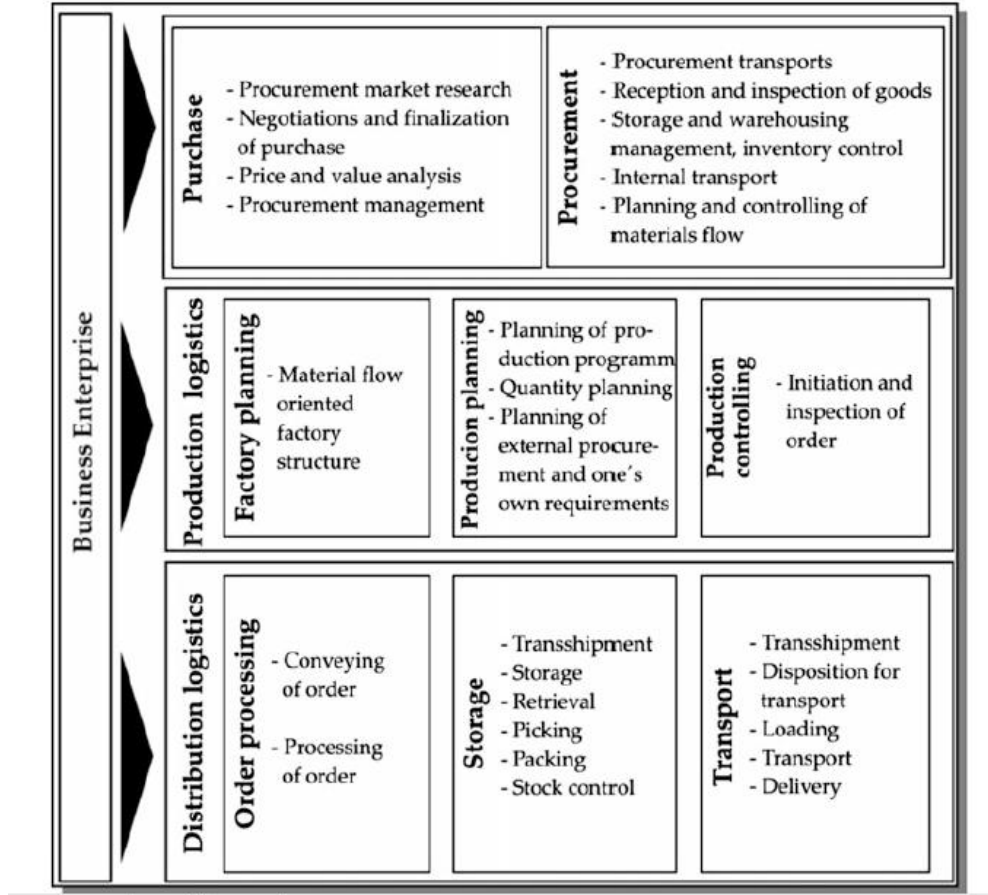 Business Enterprise
Purchase
- Procurement market research
- Negotiations and finalization
of purchase
- Price and value analysis
- Procurement management
Procurement
- Procurement transports
- Reception and inspection of goods
- Storage and warehousing
management, inventory control
- Internal transport
- Planning and controlling of
materials flow
Production logistics
Factory planning
- Material flow
oriented
factory
structure
Producion planning
- Planning of pro-
duction programm
- Quantity planning
- Planning of
external procure-
ment and one´s
own requirements
Production
controlling
- Initiation and
inspection of
order
Distribution logistics
Order processing
- Conveying
of order
- Processing
of order
Storage
- Transshipment
- Storage
- Retrieval
- Picking
- Packing
- Stock control
Transport
- Transshipment
- Disposition for
transport
- Loading
- Transport
- Delivery